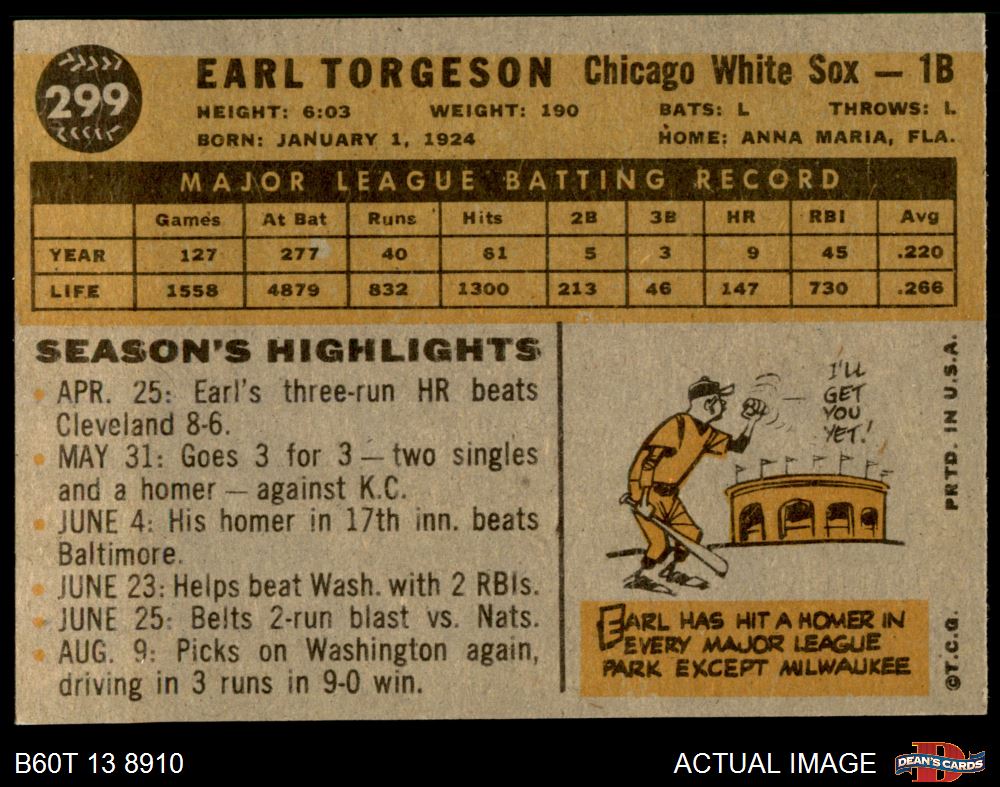 299
EARL TORGESON Chicago White Sox — 1B
HEIGHT: 6:03 WEIGHT: 190 BATS: L THROWS: L
BORN: JANUARY 1, 1924 HOME: ANNA MARIA, FLA.
MAJOR LEAGUE BATTING RECORD
Games At Bat Runs Hits 2B 3B HR RBI Avg
YEAR 127 277 40 61 5 3 9 45 .220
LIFE 1558 4879 832 1300 213 46 147 730 .266
SEASON'S HIGHLIGHTS
• APR. 25: Earl's three-run HR beats
Cleveland 8-6.
• MAY 31: Goes 3 for 3 — two singles
and a homer — against K.C.
• JUNE 4: His homer in 17th inn. beats
Baltimore.
• JUNE 23: Helps beat Wash. with 2 RBIs.
• JUNE 25: Belts 2-run blast vs. Nats.
• AUG. 9: Picks on Washington again,
driving in 3 runs in 9-0 win.
I'LL
GET
YOU
YET!
EARL HAS HIT A HOMER IN
EVERY MAJOR LEAGUE
PARK EXCEPT MILWAUKEE
©T.C.G. PRTD. IN U.S.A.
B60T 13 8910 ACTUAL IMAGE
DEAN'S CARDS